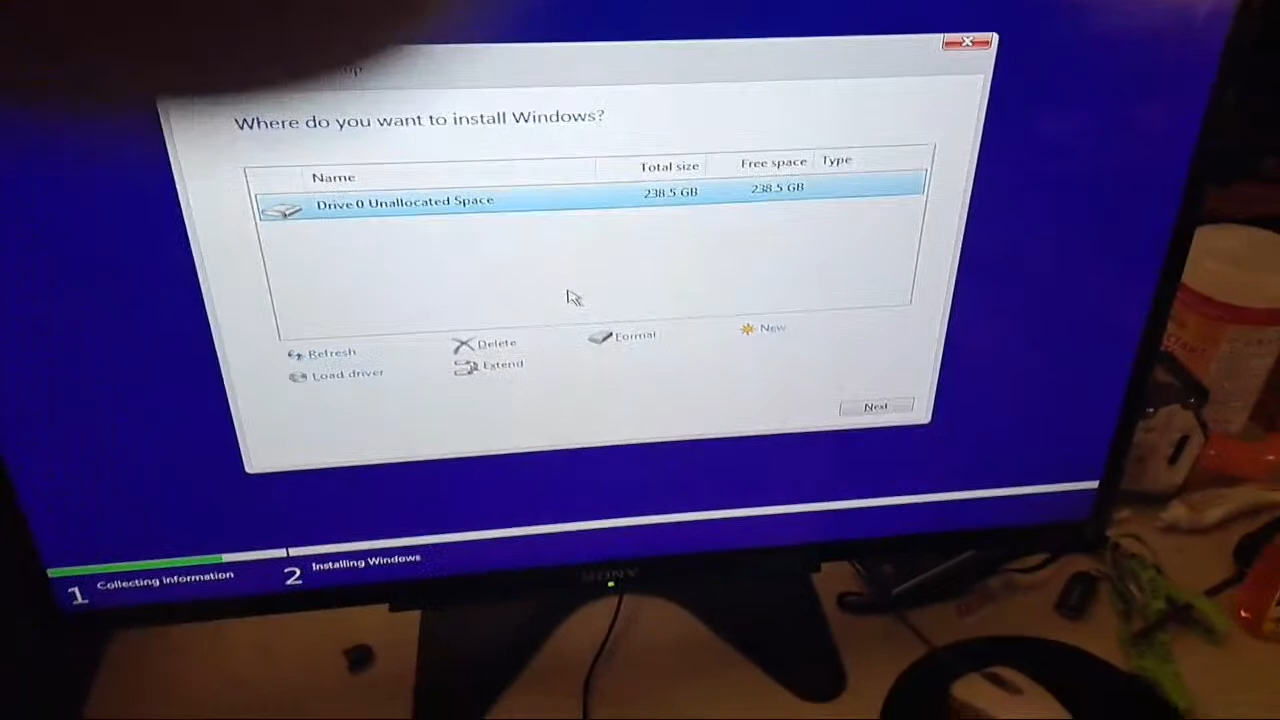 Where do you want to install Windows?
Name Total size Free space Type
Drive 0 Unallocated Space 238.5 GB 238.5 GB
Refresh Delete Format New
Load driver Extend
Next
1 Collecting information 2 Installing Windows
SONY